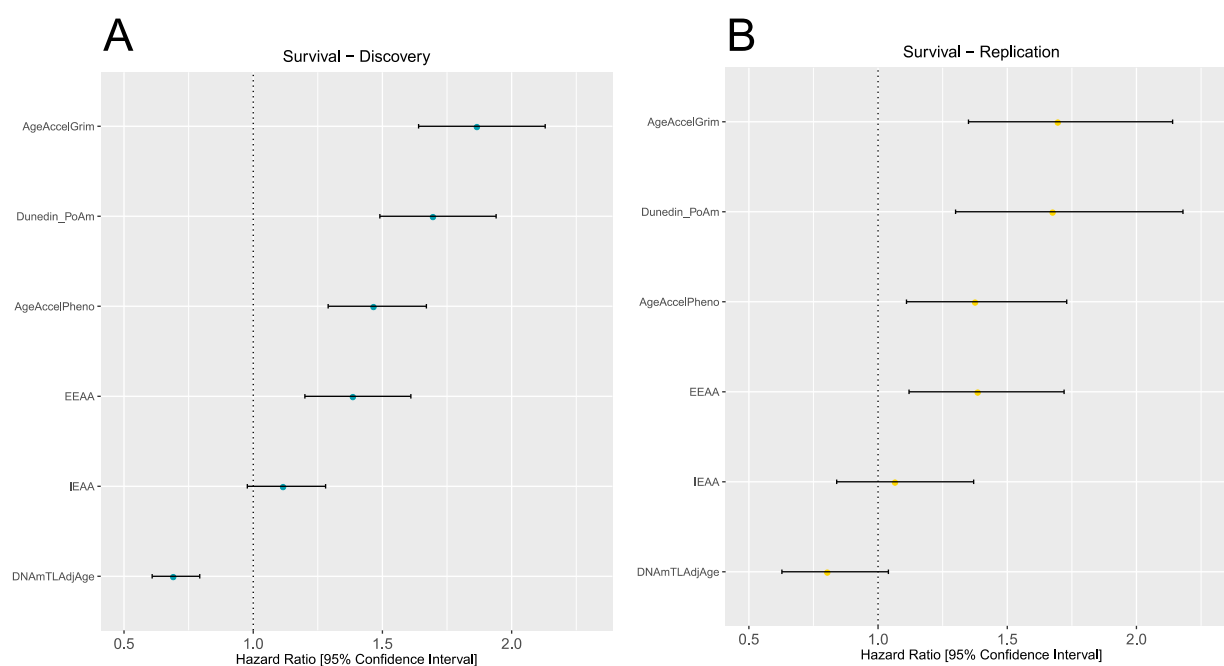 A
Survival – Discovery
AgeAccelGrim
Dunedin_PoAm
AgeAccelPheno
EEAA
IEAA
DNAmTLAdjAge
0.5 1.0 1.5 2.0
Hazard Ratio [95% Confidence Interval]
B
Survival – Replication
AgeAccelGrim
Dunedin_PoAm
AgeAccelPheno
EEAA
IEAA
DNAmTLAdjAge
0.5 1.0 1.5 2.0
Hazard Ratio [95% Confidence Interval]